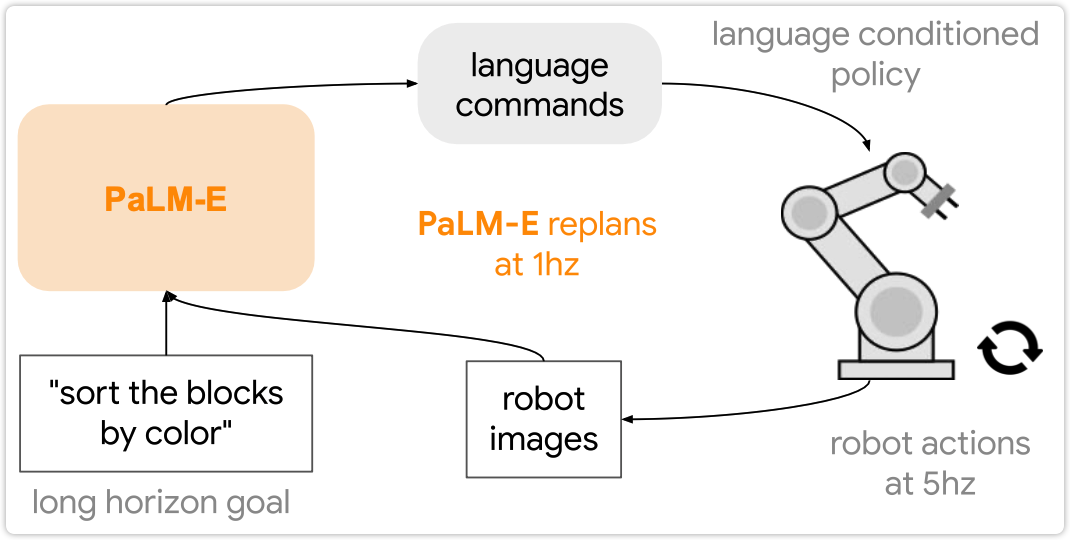 language conditioned
policy
language
commands
PaLM-E
PaLM-E replans
at 1hz
"sort the blocks
by color"
robot
images
robot actions
at 5hz
long horizon goal